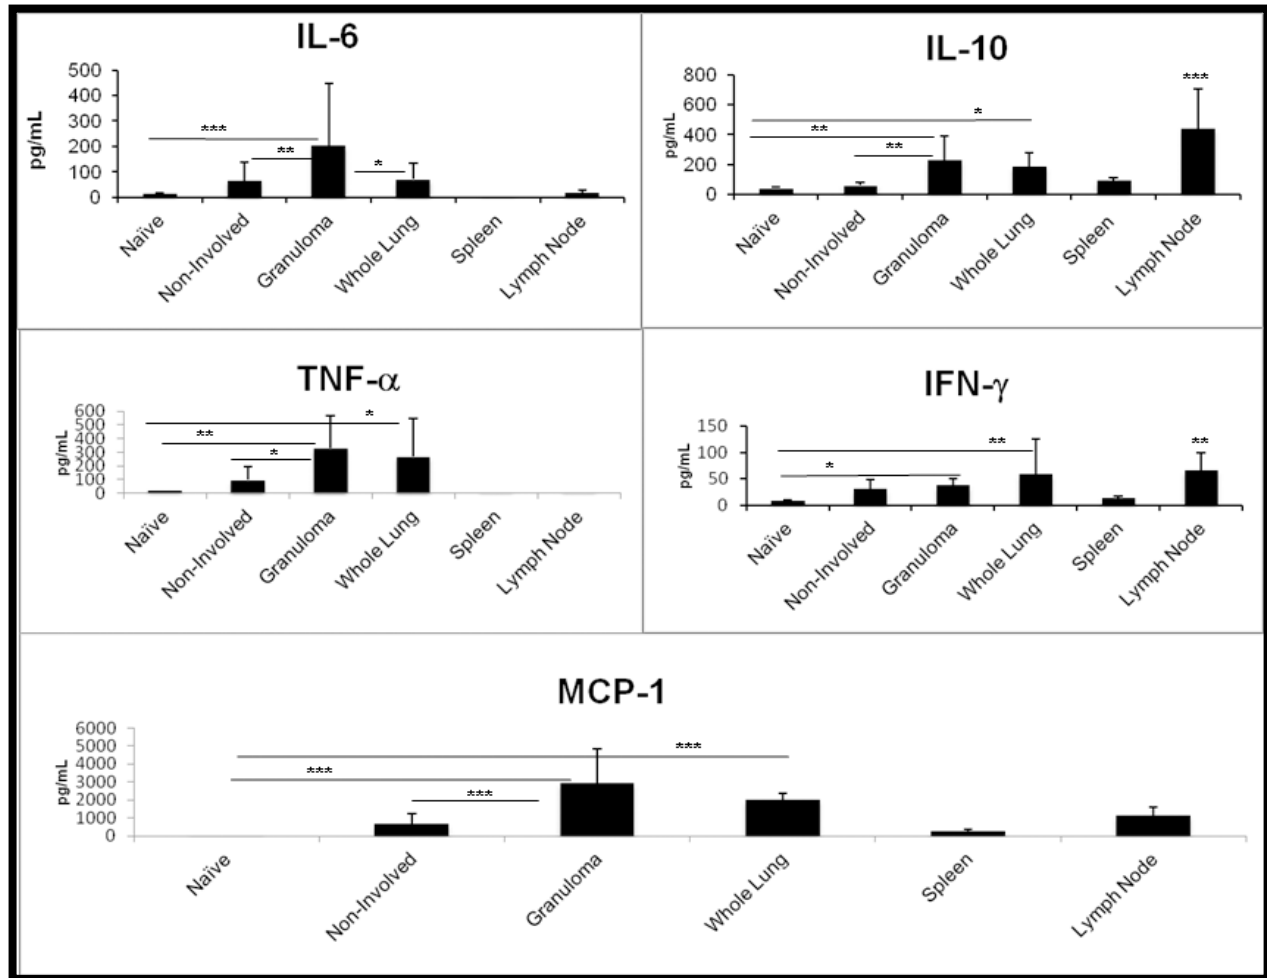 IL-6
pg/mL
500
400
300
200
100
0
***
**
*
Naïve
Non-Involved
Granuloma
Whole Lung
Spleen
Lymph Node
IL-10
pg/mL
800
600
400
200
0
***
*
**
**
Naïve
Non-Involved
Granuloma
Whole Lung
Spleen
Lymph Node
TNF-α
pg/mL
600
500
400
300
200
100
0
*
**
*
Naïve
Non-Involved
Granuloma
Whole Lung
Spleen
Lymph Node
IFN-γ
pg/mL
150
100
50
0
**
**
*
Naïve
Non-Involved
Granuloma
Whole Lung
Spleen
Lymph Node
MCP-1
pg/mL
6000
5000
4000
3000
2000
1000
0
***
***
***
Naïve
Non-Involved
Granuloma
Whole Lung
Spleen
Lymph Node